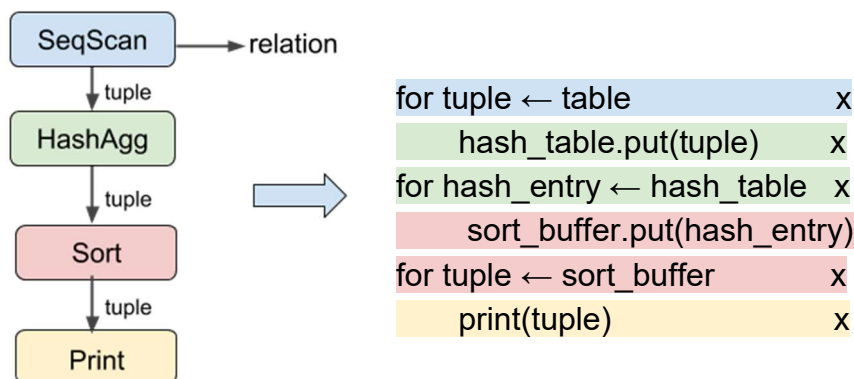 SeqScan
relation
tuple
HashAgg
tuple
Sort
tuple
Print
for tuple ← table x
hash_table.put(tuple) x
for hash_entry ← hash_table x
sort_buffer.put(hash_entry)
for tuple ← sort_buffer x
print(tuple) x